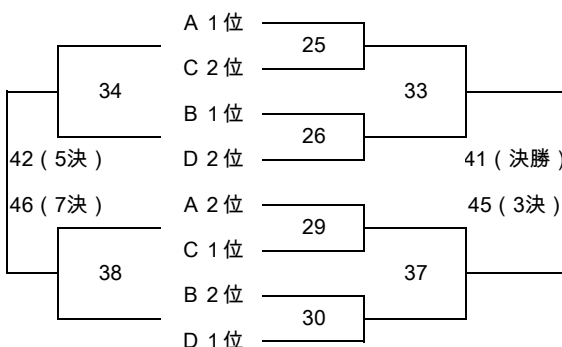 A 1位
25
C 2位
34
33
B 1位
26
42（5決）
D 2位
41（決勝）
46（7決）
A 2位
45（3決）
29
C 1位
38
37
B 2位
30
D 1位